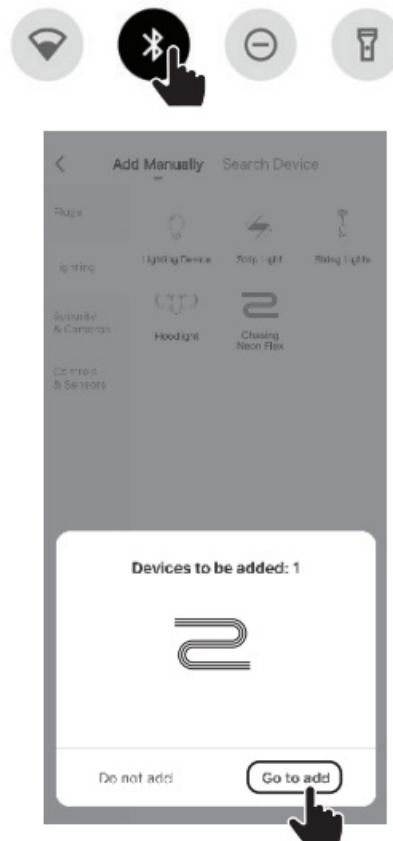 Add Manually Search Device
Plugs
Lighting
Lighting Device Strip Light String Lights
Security
& Cameras
Floodlight Chasing
Neon Flex
Controls
& Sensors
Devices to be added: 1
Do not add Go to add